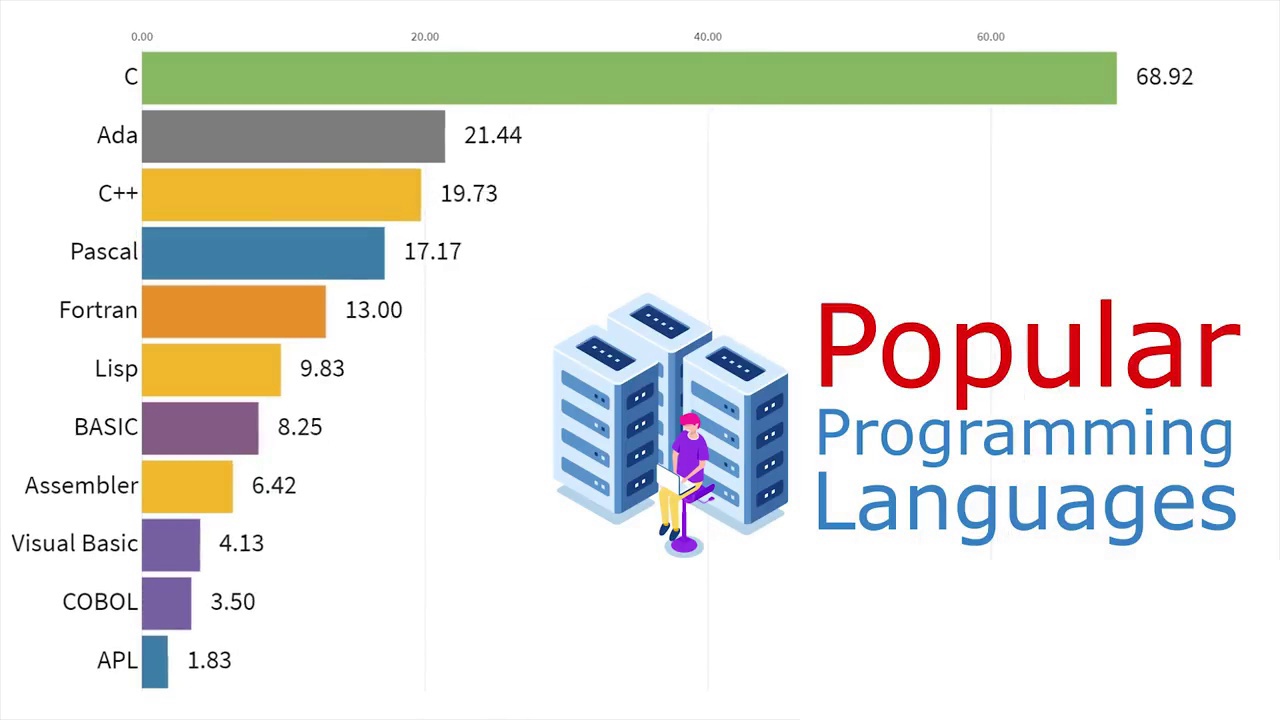 0.00 20.00 40.00 60.00
C 68.92
Ada 21.44
C++ 19.73
Pascal 17.17
Fortran 13.00
Lisp 9.83
BASIC 8.25
Assembler 6.42
Visual Basic 4.13
COBOL 3.50
APL 1.83
Popular
Programming
Languages